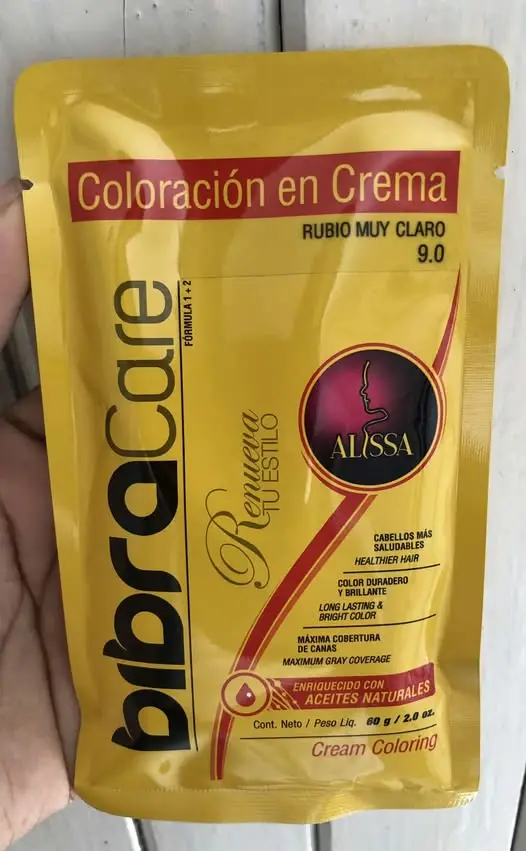 Coloración en Crema
RUBIO MUY CLARO
9.0
bibraCare
FÓRMULA 1 + 2
Renueva
TU ESTILO
ALISSA
CABELLOS MÁS
SALUDABLES
HEALTHIER HAIR
COLOR DURADERO
Y BRILLANTE
LONG LASTING &
BRIGHT COLOR
MÁXIMA COBERTURA
DE CANAS
MAXIMUM GRAY COVERAGE
ENRIQUECIDO CON
ACEITES NATURALES
Cont. Neto / Peso Liq. 60 g / 2.0 oz.
Cream Coloring